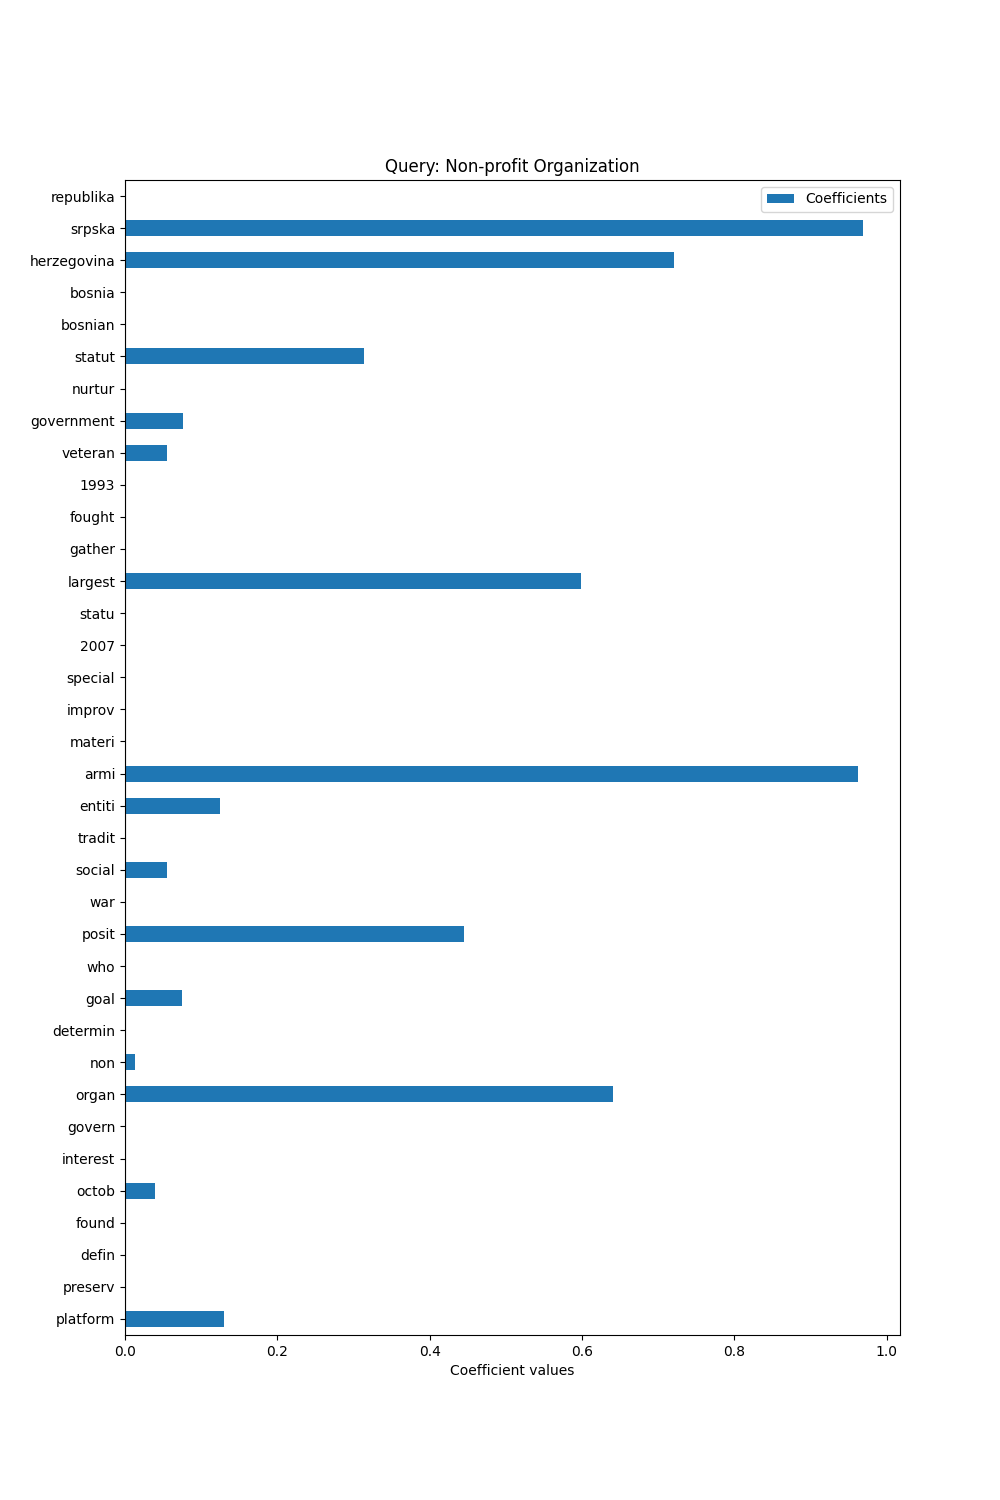 Query: Non-profit Organization
Coefficients
republika
srpska
herzegovina
bosnia
bosnian
statut
nurtur
government
veteran
1993
fought
gather
largest
statu
2007
special
improv
materi
armi
entiti
tradit
social
war
posit
who
goal
determin
non
organ
govern
interest
octob
found
defin
preserv
platform
0.0 0.2 0.4 0.6 0.8 1.0
Coefficient values